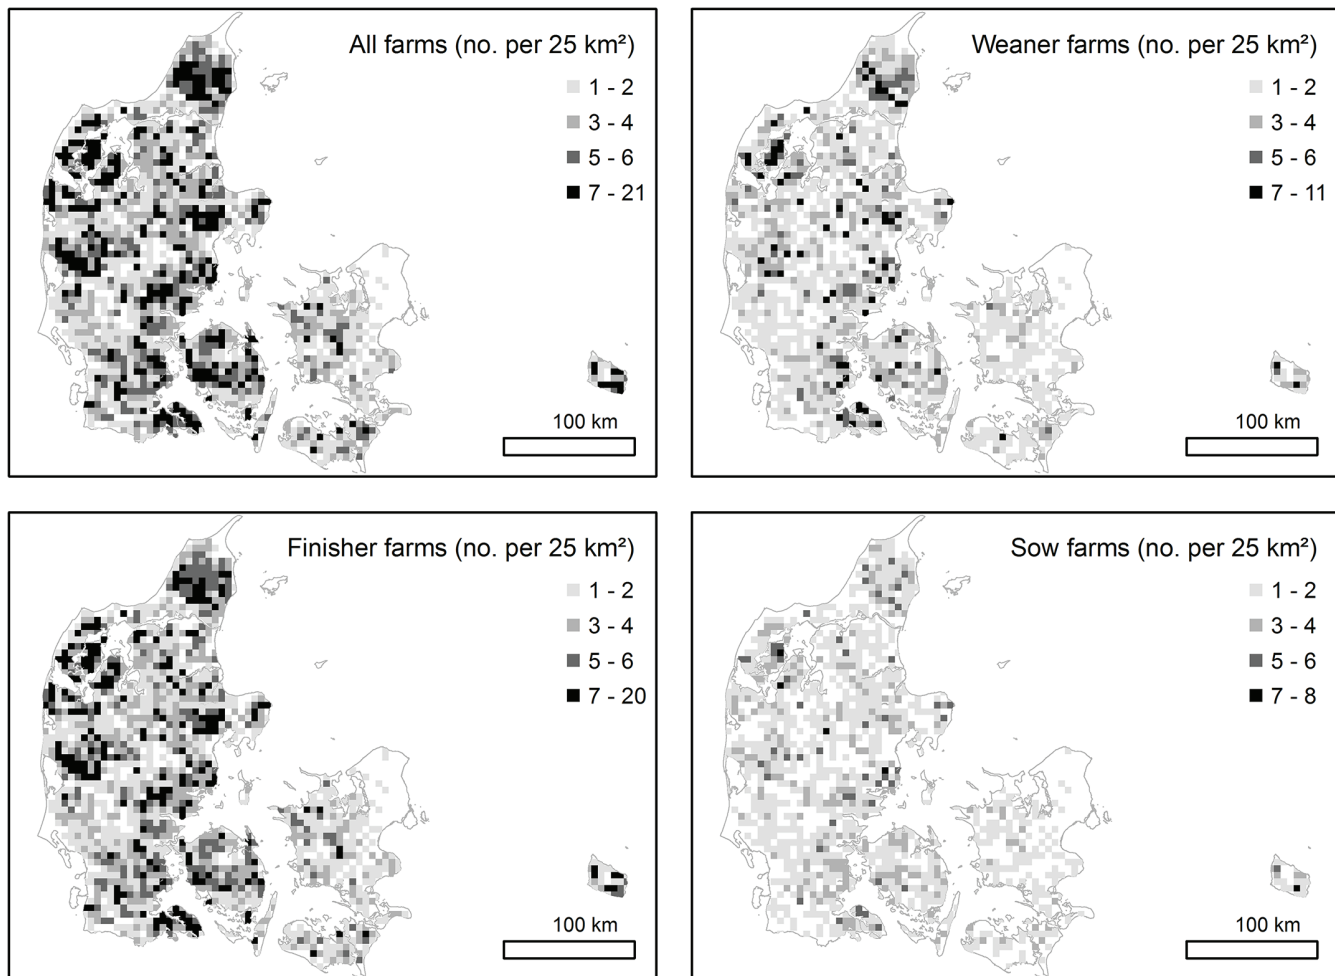 All farms (no. per 25 km²)
1 - 2
3 - 4
5 - 6
7 - 21
100 km
Weaner farms (no. per 25 km²)
1 - 2
3 - 4
5 - 6
7 - 11
100 km
Finisher farms (no. per 25 km²)
1 - 2
3 - 4
5 - 6
7 - 20
100 km
Sow farms (no. per 25 km²)
1 - 2
3 - 4
5 - 6
7 - 8
100 km